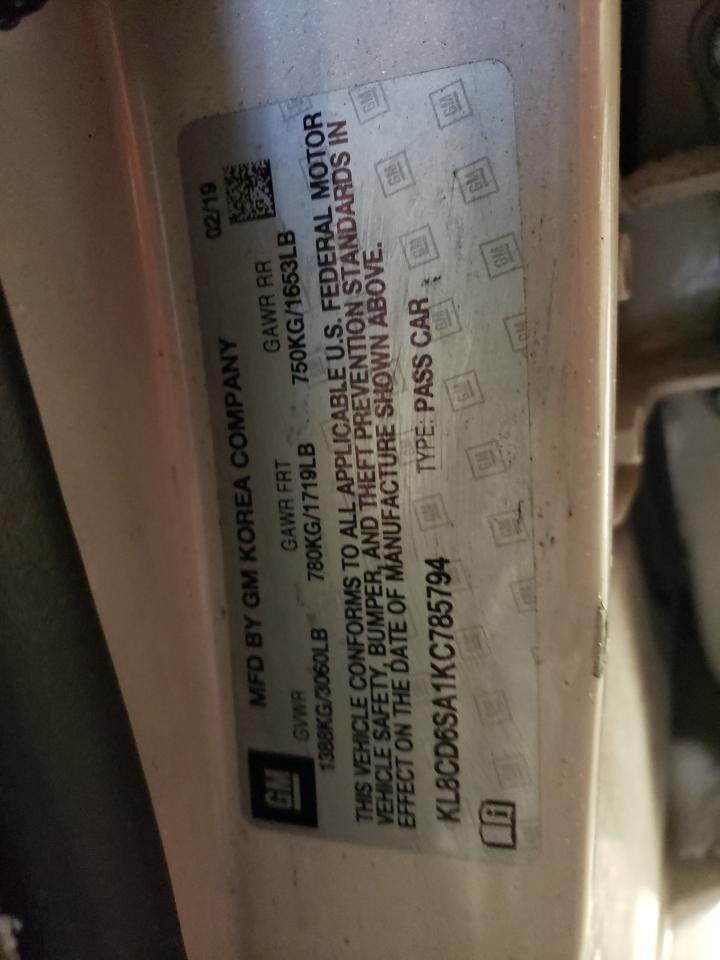 GM
MFD BY GM KOREA COMPANY 02/19
GVWR GAWR FRT GAWR RR
1388KG/3060LB 780KG/1719LB 750KG/1653LB
THIS VEHICLE CONFORMS TO ALL APPLICABLE U.S. FEDERAL MOTOR
VEHICLE SAFETY, BUMPER, AND THEFT PREVENTION STANDARDS IN
EFFECT ON THE DATE OF MANUFACTURE SHOWN ABOVE.
KL8CD6SA1KC785794 TYPE: PASS CAR